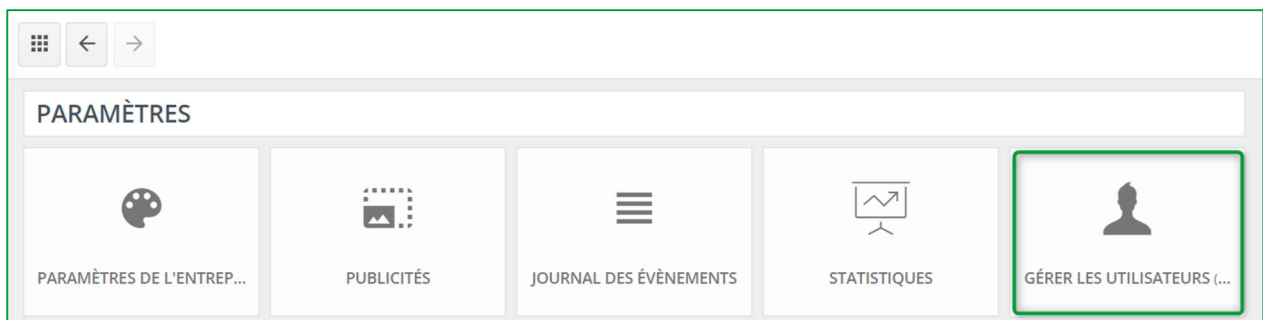 PARAMÈTRES
PARAMÈTRES DE L'ENTREP...
PUBLICITÉS
JOURNAL DES ÉVÈNEMENTS
STATISTIQUES
GÉRER LES UTILISATEURS (...